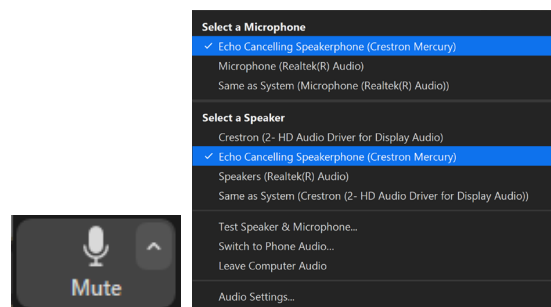 Select a Microphone
✓ Echo Cancelling Speakerphone (Crestron Mercury)
Microphone (Realtek(R) Audio)
Same as System (Microphone (Realtek(R) Audio))
Select a Speaker
Crestron (2- HD Audio Driver for Display Audio)
✓ Echo Cancelling Speakerphone (Crestron Mercury)
Speakers (Realtek(R) Audio)
Same as System (Crestron (2- HD Audio Driver for Display Audio))
Test Speaker & Microphone...
Switch to Phone Audio...
Leave Computer Audio
Audio Settings...
Mute